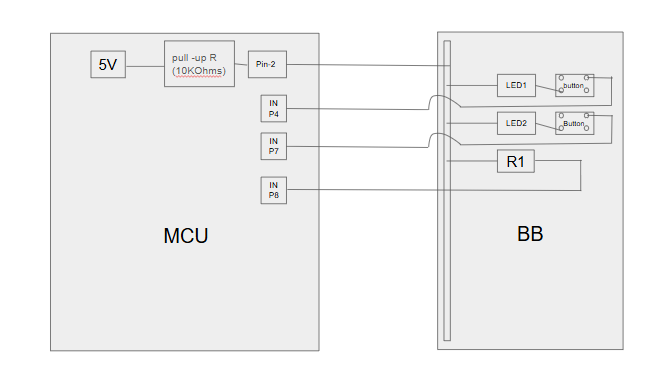 5V
pull -up R
(10KOhms)
Pin-2
IN
P4
IN
P7
IN
P8
MCU
LED1
button
LED2
Button
R1
BB